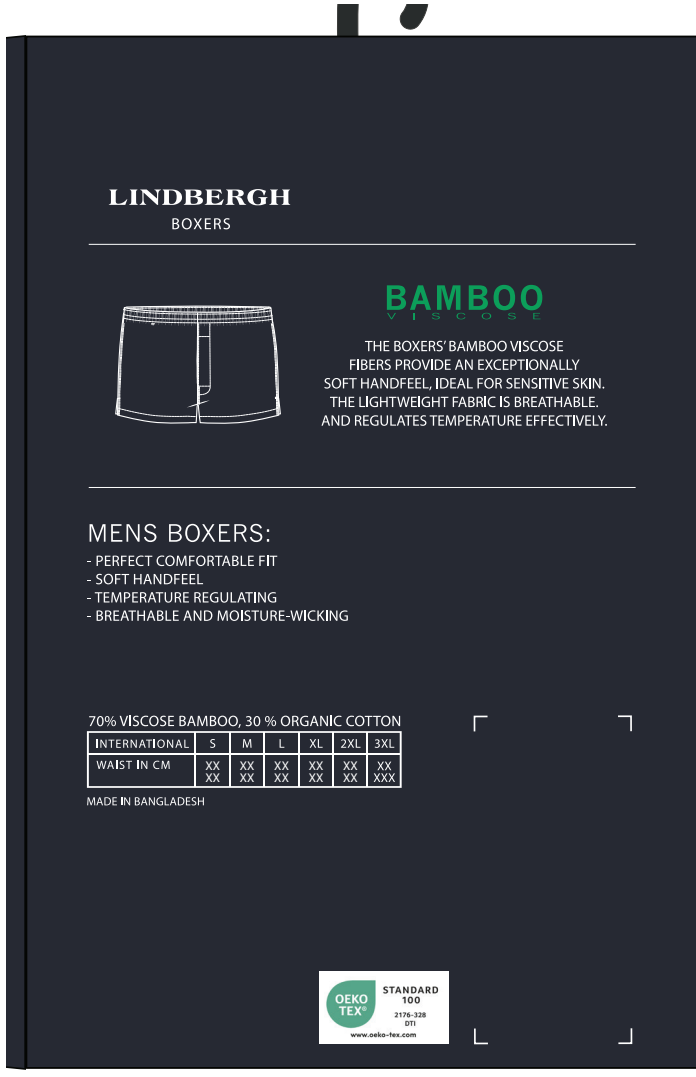 LINDBERGH
BOXERS
BAMBOO
VISCOSE
THE BOXERS' BAMBOO VISCOSE
FIBERS PROVIDE AN EXCEPTIONALLY
SOFT HANDFEEL, IDEAL FOR SENSITIVE SKIN.
THE LIGHTWEIGHT FABRIC IS BREATHABLE.
AND REGULATES TEMPERATURE EFFECTIVELY.
MENS BOXERS:
- PERFECT COMFORTABLE FIT
- SOFT HANDFEEL
- TEMPERATURE REGULATING
- BREATHABLE AND MOISTURE-WICKING
70% VISCOSE BAMBOO, 30 % ORGANIC COTTON
INTERNATIONAL S M L XL 2XL 3XL
WAIST IN CM XX XX XX XX XX XX
XX XX XX XX XX XXX
MADE IN BANGLADESH
OEKO
TEX®
STANDARD
100
2176-328
DTI
www.oeko-tex.com